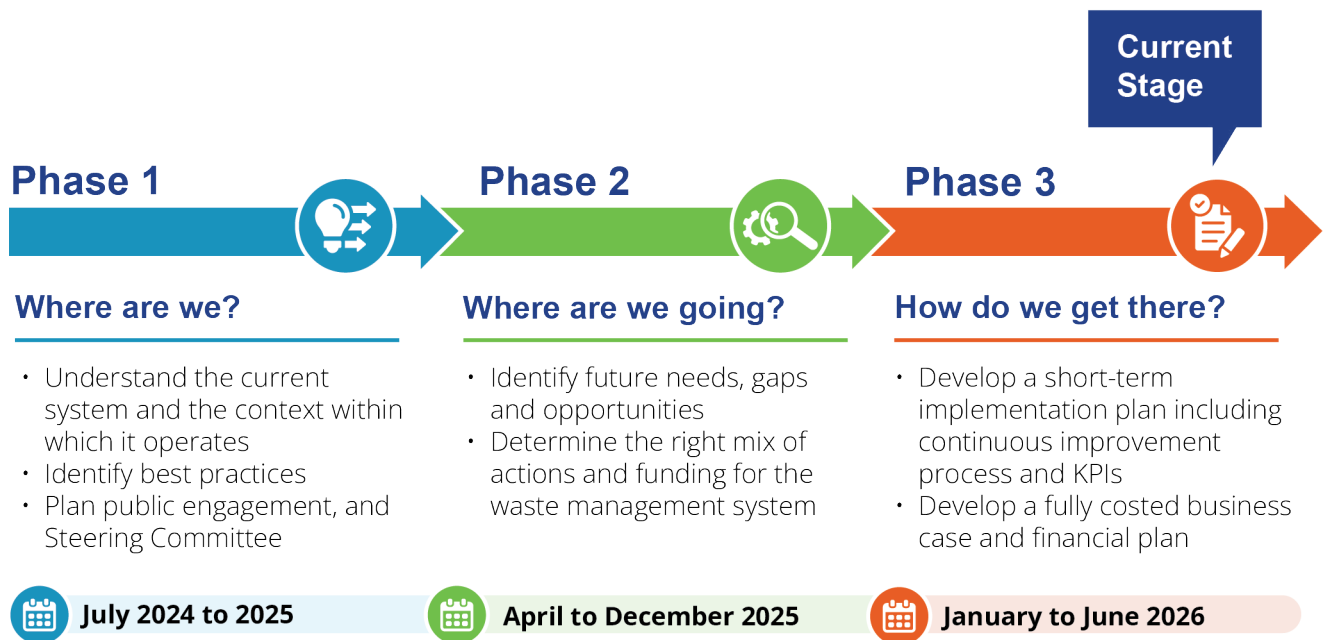 Current
Stage
Phase 1
Phase 2
Phase 3
Where are we?
• Understand the current
system and the context within
which it operates
• Identify best practices
• Plan public engagement, and
Steering Committee
Where are we going?
• Identify future needs, gaps
and opportunities
• Determine the right mix of
actions and funding for the
waste management system
How do we get there?
• Develop a short-term
implementation plan including
continuous improvement
process and KPIs
• Develop a fully costed business
case and financial plan
July 2024 to 2025
April to December 2025
January to June 2026